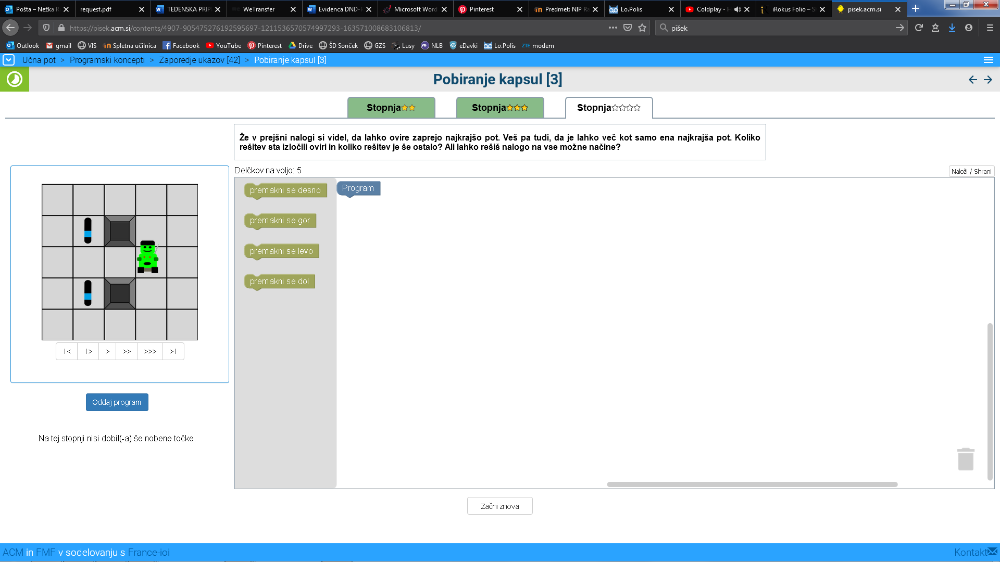 Pošta – Nežka R
request.pdf
TEDENSKA PRIP
WeTransfer
Evidenca DND-F
Microsoft Word
Pinterest
Predmet: NIP Ra
Lo.Polis
Coldplay - H
iRokus Folio – S
pisek.acm.si
https://pisek.acm.si/contents/4907-905475276192595697-1211536570574997293-163571008683106813/
pišek
Outlook
gmail
VIS
Spletna učilnica
Facebook
YouTube
Pinterest
Drive
ŠD Sonček
GZS
Lusy
NLB
eDavki
Lo.Polis
ZTE modem
Učna pot > Programski koncepti > Zaporedje ukazov [42] > Pobiranje kapsul [3]
Pobiranje kapsul [3]
Stopnja
Stopnja
Stopnja
Že v prejšni nalogi si videl, da lahko ovire zaprejo najkrajšo pot. Veš pa tudi, da je lahko več kot samo ena najkrajša pot. Koliko
rešitev sta izločili oviri in koliko rešitev je še ostalo? Ali lahko rešiš nalogo na vse možne načine?
Delčkov na voljo: 5
Naloži / Shrani
premakni se desno
Program
premakni se gor
premakni se levo
premakni se dol
|< |> > >> >>> >|
Oddaj program
Na tej stopnji nisi dobil(-a) še nobene točke.
Začni znova
ACM in FMF v sodelovanju s France-ioi
Kontakt